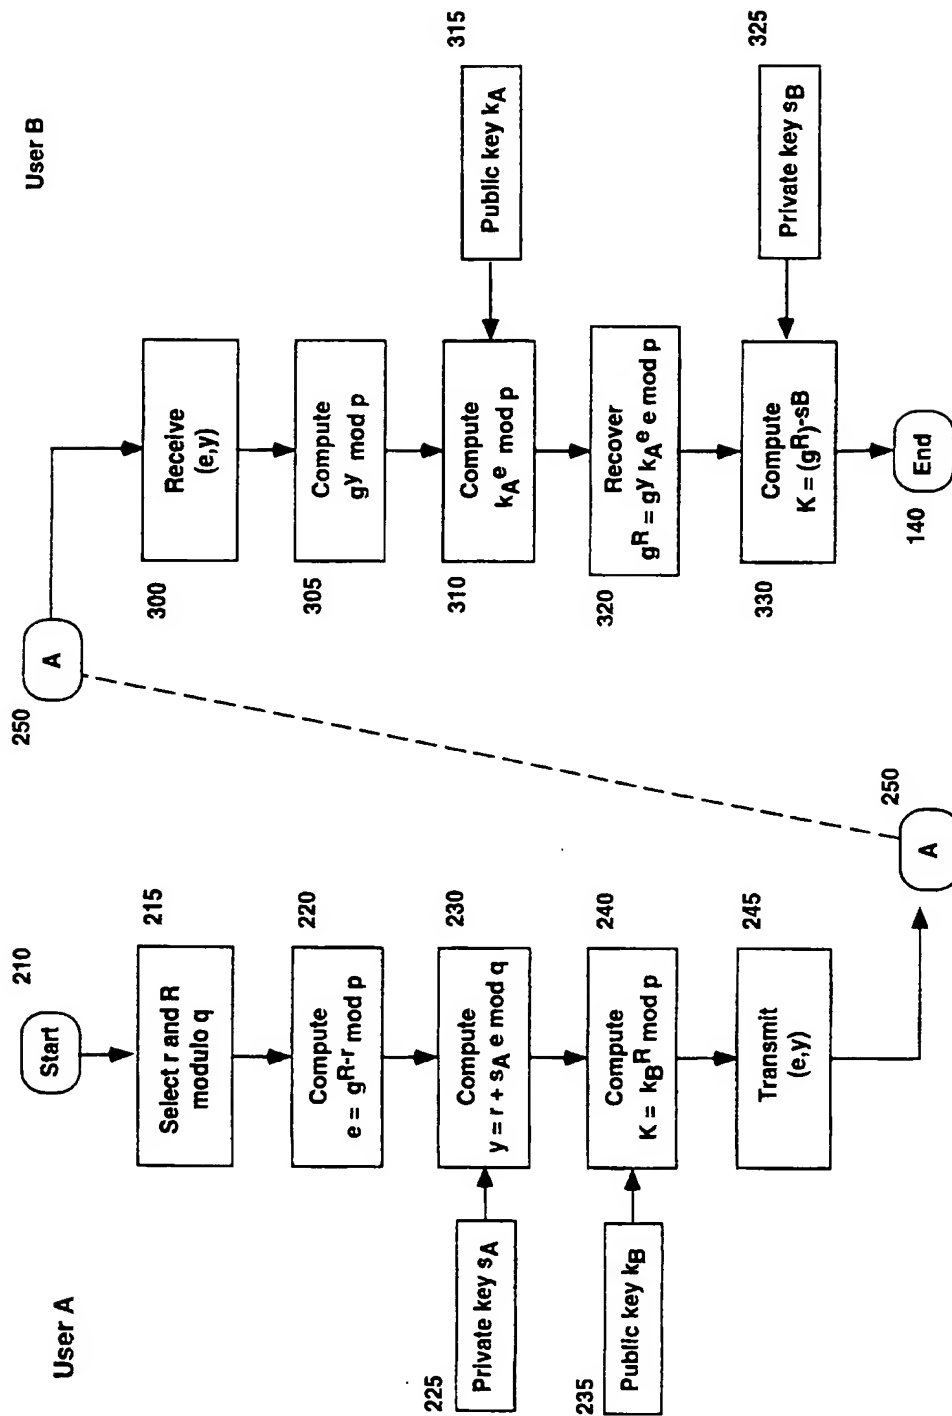 User A
210
Start
215
Select r and R
modulo q
220
Compute
e = g^R-r mod p
225
Private key s_A
230
Compute
y = r + s_A e mod q
235
Public key k_B
240
Compute
K = k_B^R mod p
245
Transmit
(e,y)
250
A
User B
250
A
300
Receive
(e,y)
305
Compute
g^y mod p
310
Compute
k_A^e mod p
315
Public key k_A
320
Recover
g^R = g^y k_A^e e mod p
325
Private key s_B
330
Compute
K = (g^R)^-sB
140
End